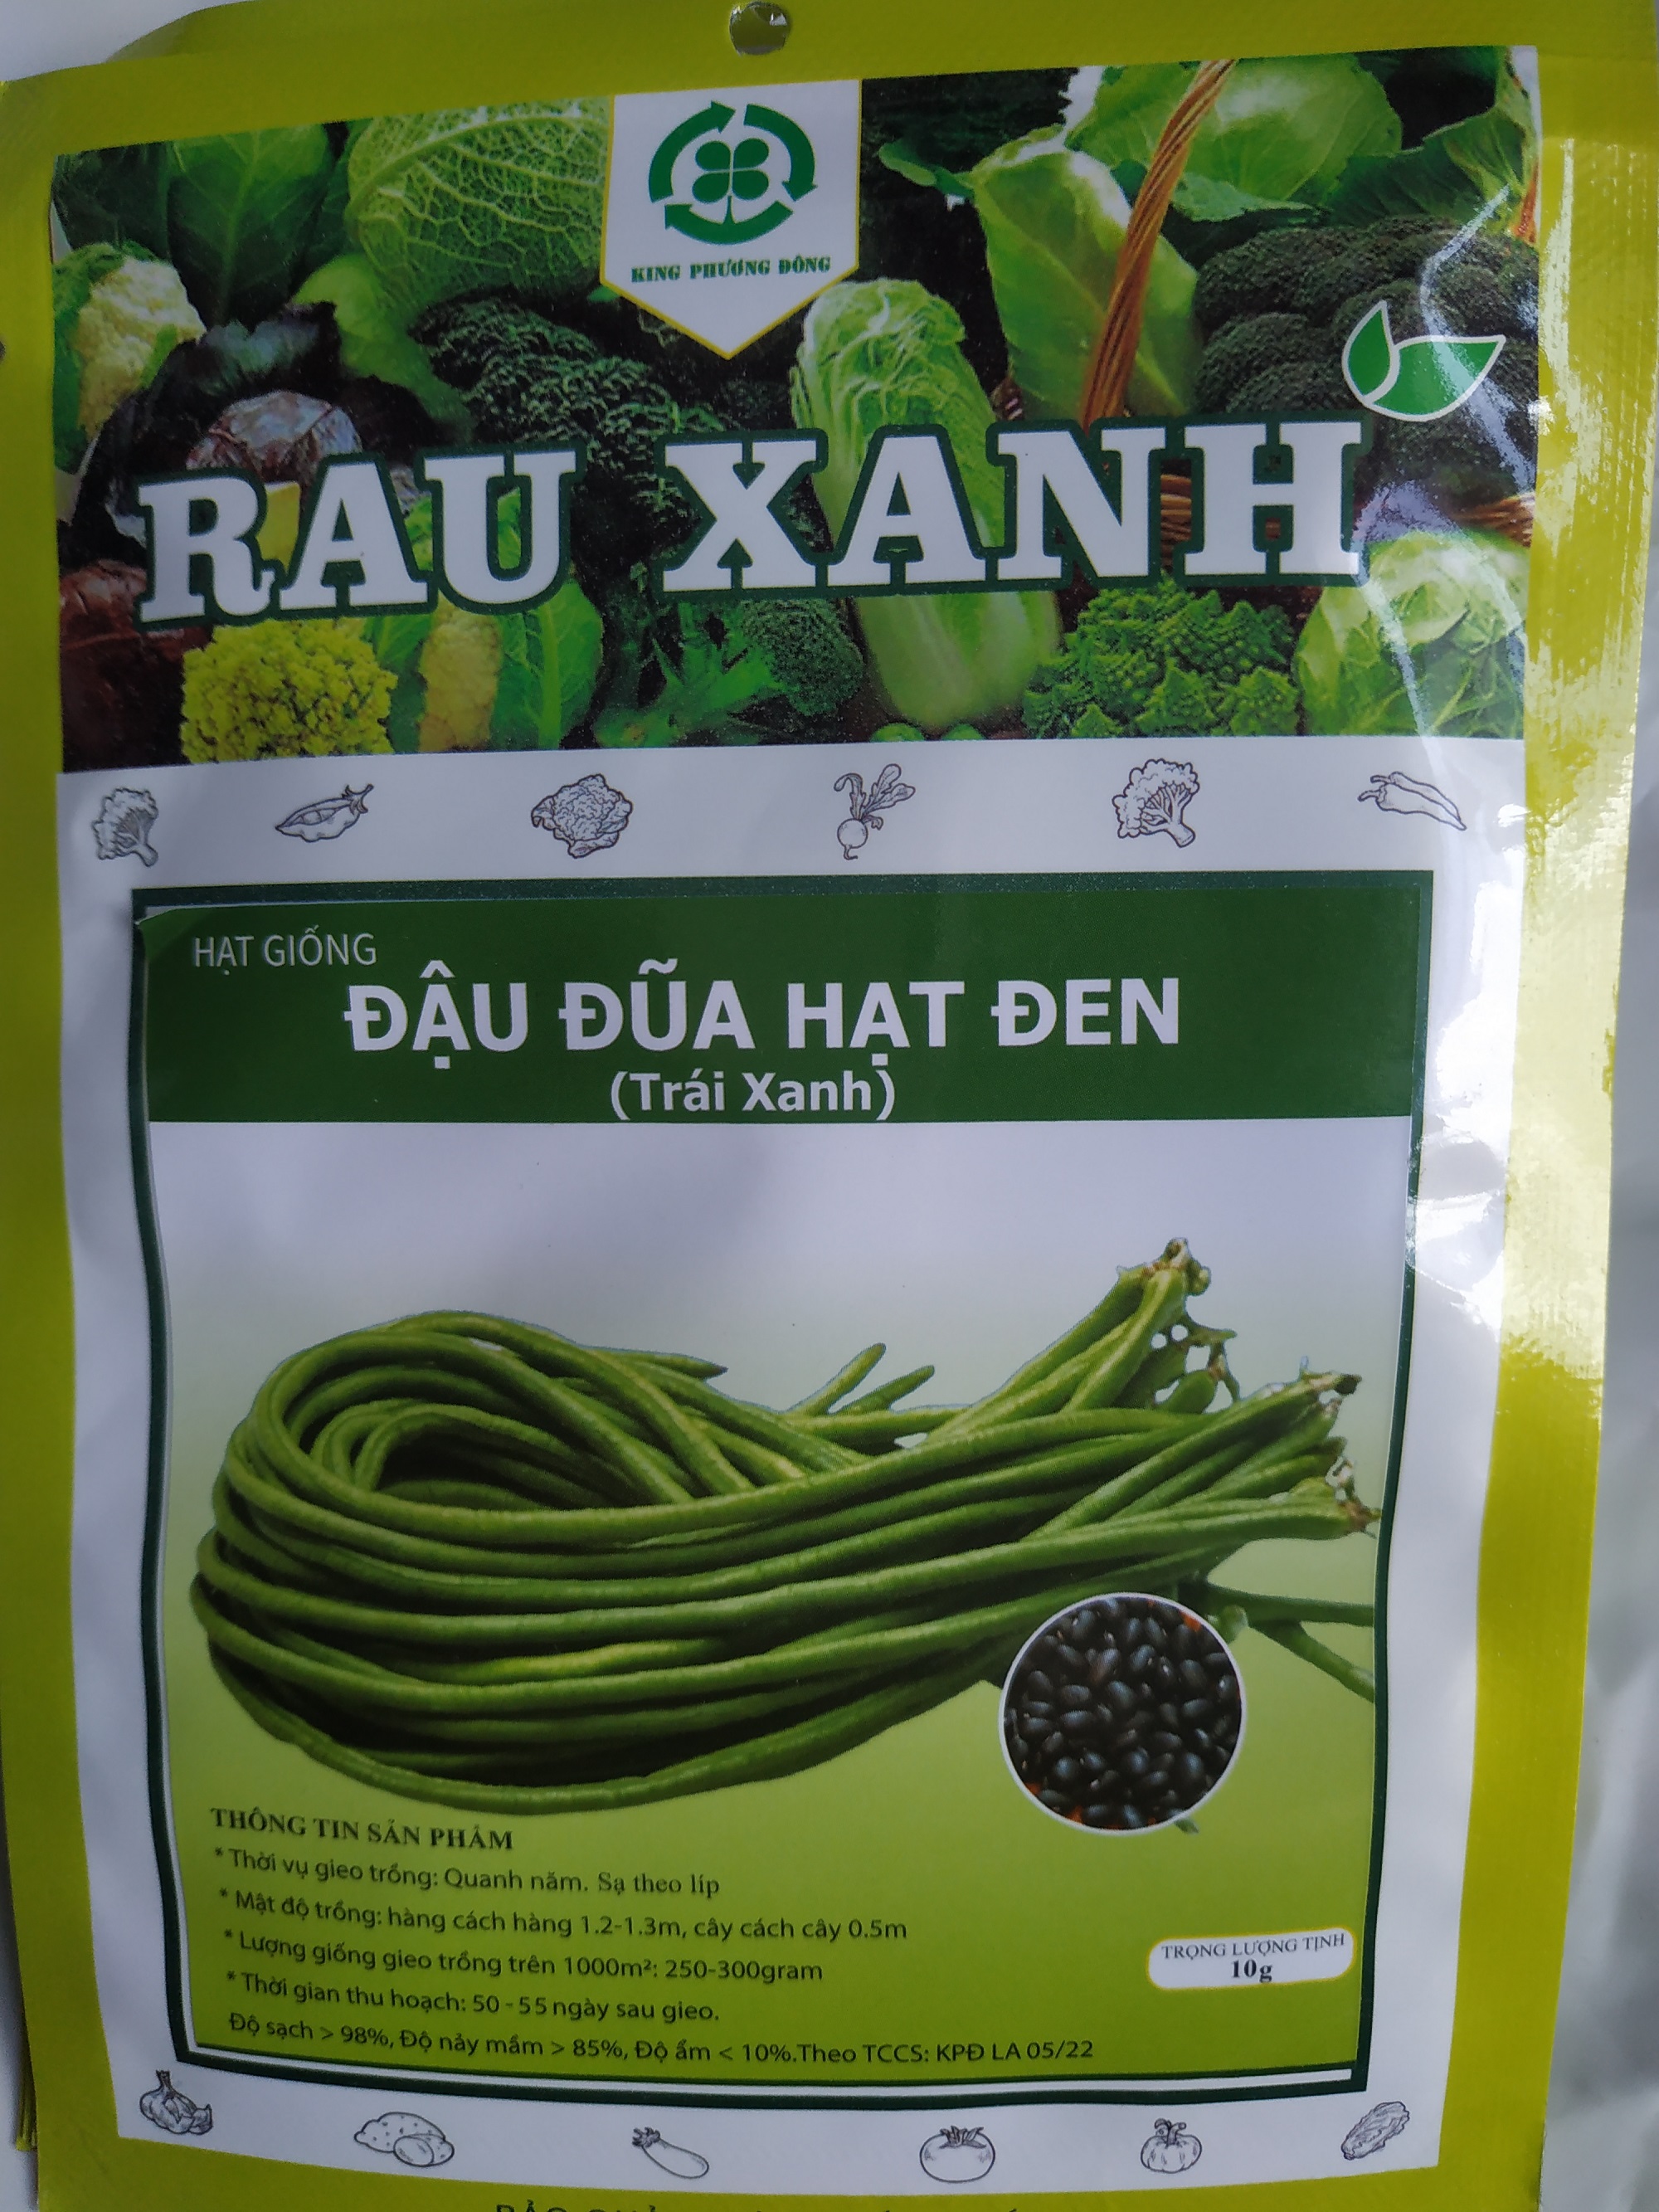 KING PHƯƠNG ĐÔNG
RAU XANH
HẠT GIỐNG
ĐẬU ĐŨA HẠT ĐEN
(Trái Xanh)
THÔNG TIN SẢN PHẨM
* Thời vụ gieo trồng: Quanh năm. Sạ theo líp
* Mật độ trồng: hàng cách hàng 1.2-1.3m, cây cách cây 0.5m
* Lượng giống gieo trồng trên 1000m²: 250-300gram
* Thời gian thu hoạch: 50 - 55 ngày sau gieo.
Độ sạch > 98%, Độ nảy mầm > 85%, Độ ẩm < 10%.Theo TCCS: KPĐ LA 05/22
TRỌNG LƯỢNG TỊNH
10g